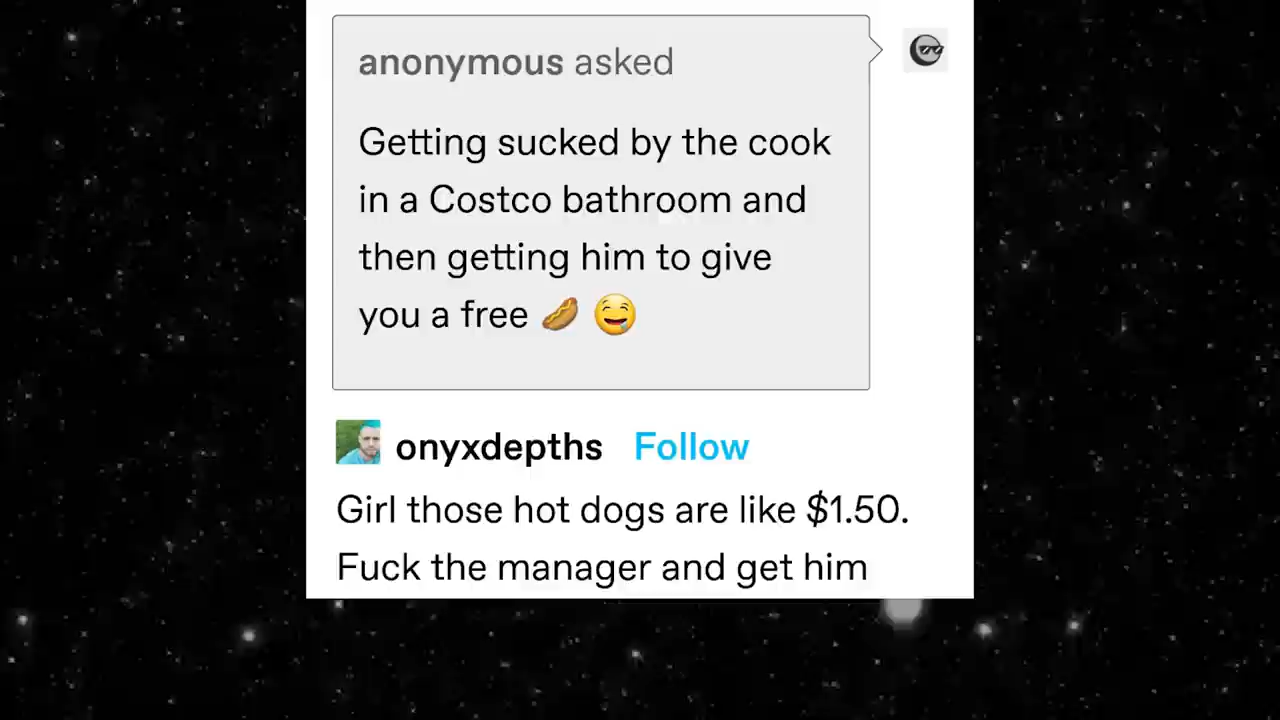 anonymous asked
Getting sucked by the cook
in a Costco bathroom and
then getting him to give
you a free 🌭 🤤
onyxdepths Follow
Girl those hot dogs are like $1.50.
Fuck the manager and get him